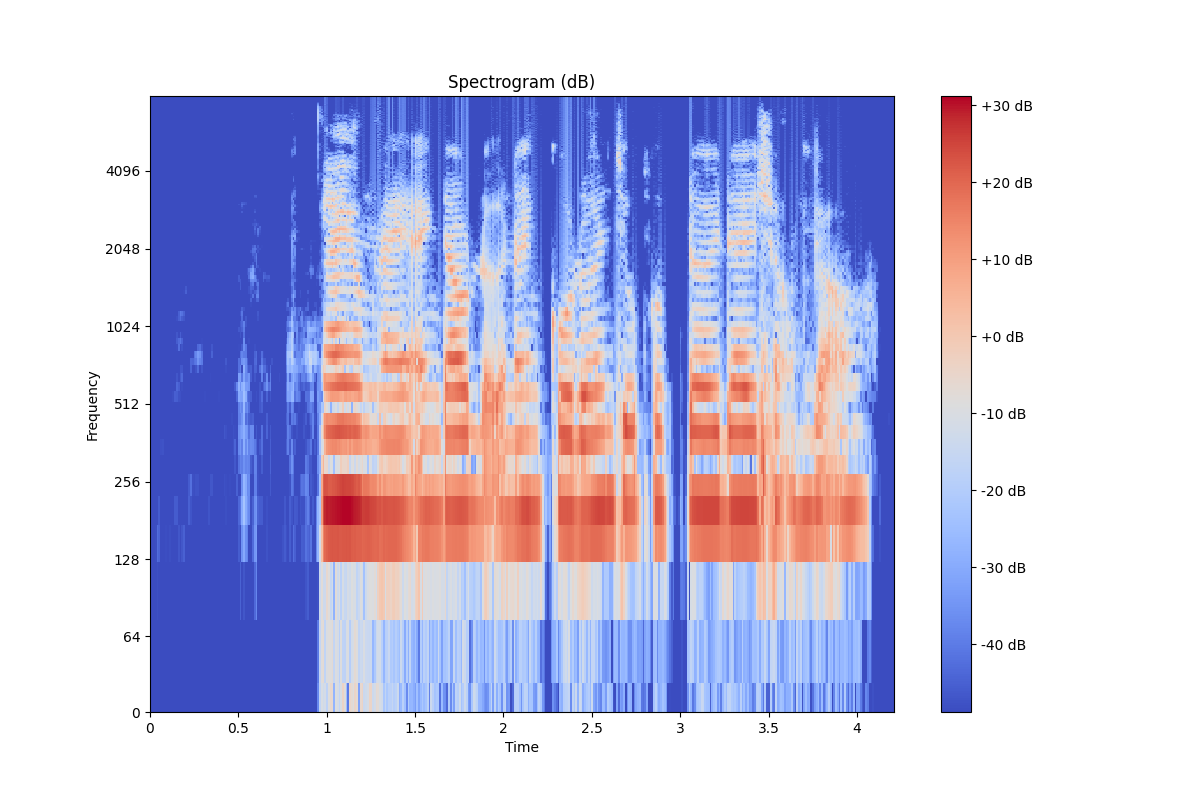 Spectrogram (dB)
Frequency
4096
2048
1024
512
256
128
64
0
0 0.5 1 1.5 2 2.5 3 3.5 4
Time
+30 dB
+20 dB
+10 dB
+0 dB
-10 dB
-20 dB
-30 dB
-40 dB